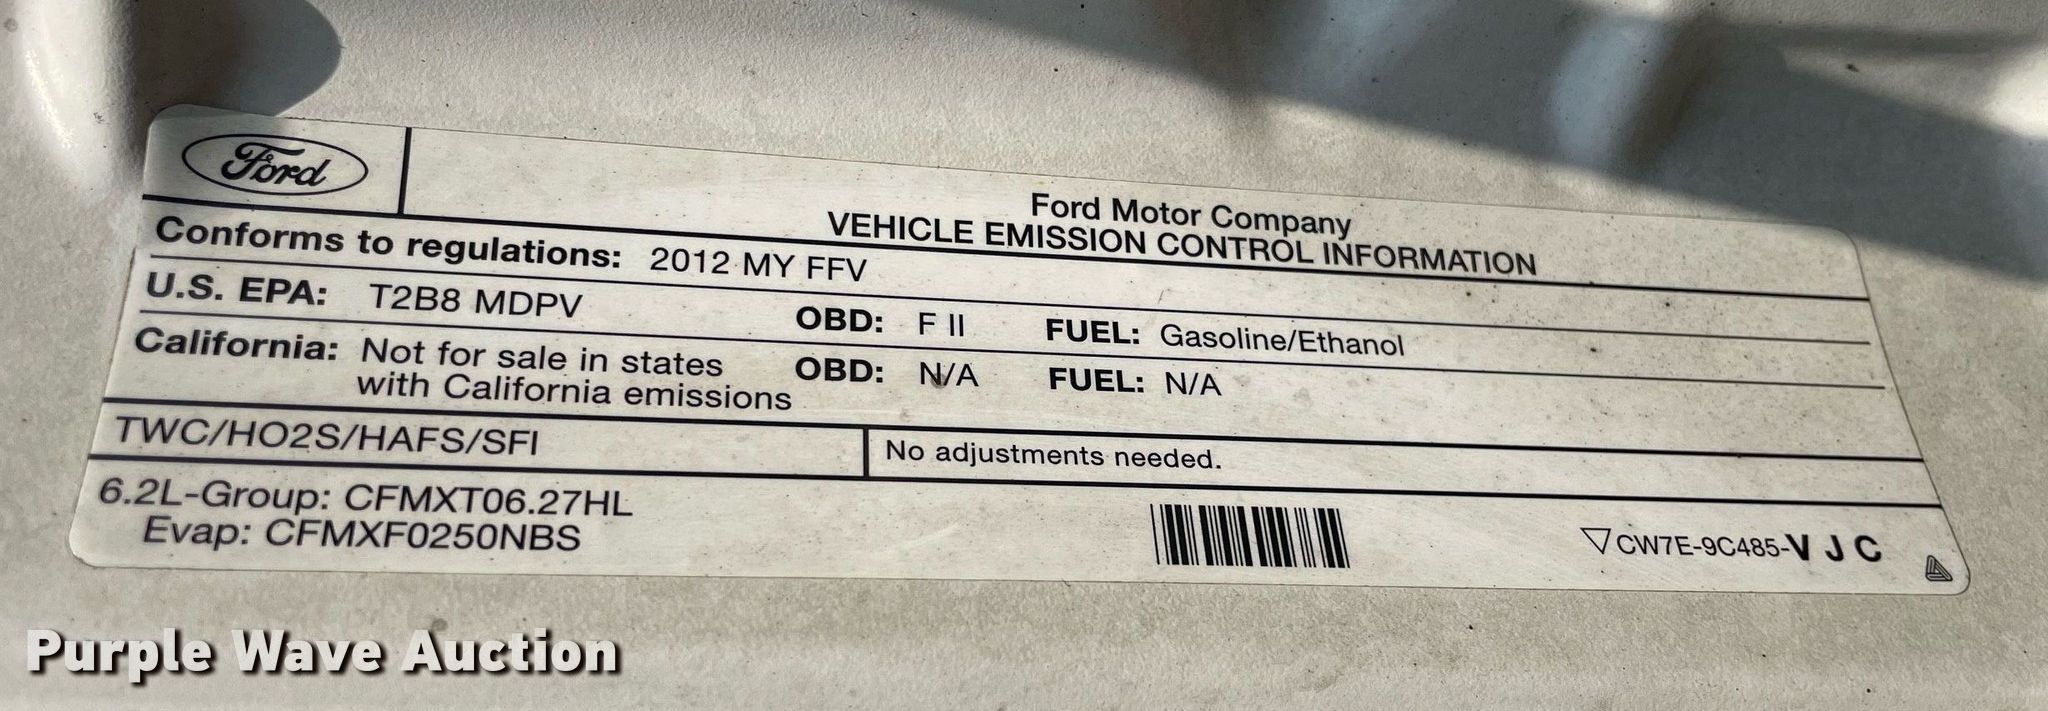 Ford
Ford Motor Company
VEHICLE EMISSION CONTROL INFORMATION
Conforms to regulations: 2012 MY FFV
U.S. EPA: T2B8 MDPV OBD: F II FUEL: Gasoline/Ethanol
California: Not for sale in states with California emissions OBD: N/A FUEL: N/A
TWC/HO2S/HAFS/SFI
No adjustments needed.
6.2L-Group: CFMXT06.27HL
Evap: CFMXF0250NBS
CW7E-9C485-V J C
Purple Wave Auction